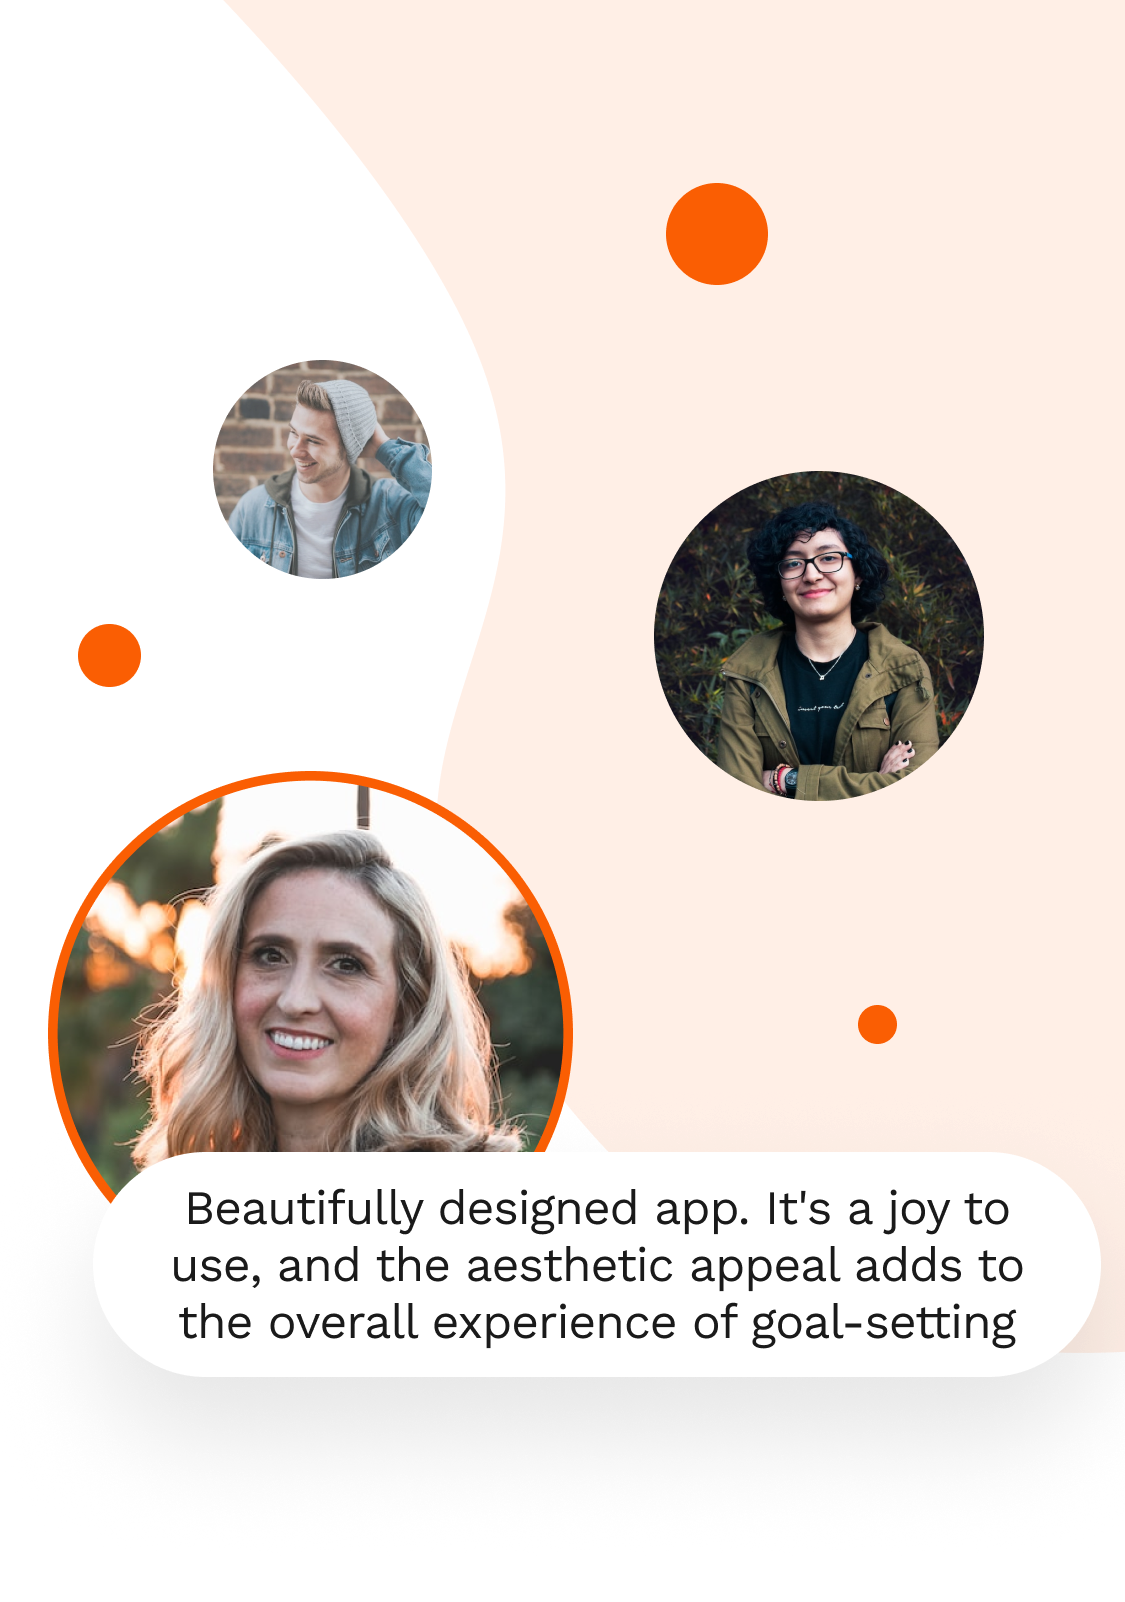 Beautifully designed app. It's a joy to
use, and the aesthetic appeal adds to
the overall experience of goal-setting